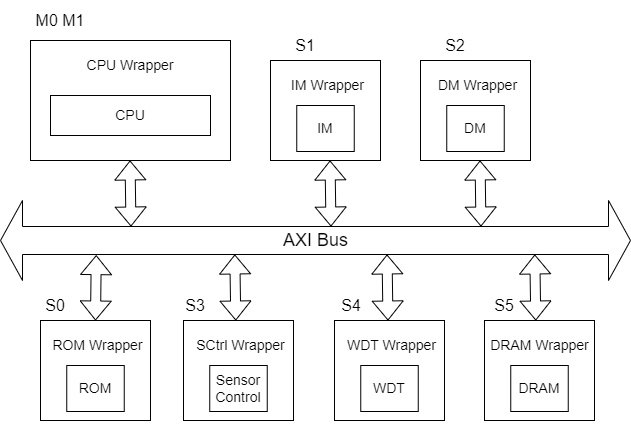 M0 M1
S1
S2
CPU Wrapper
CPU
IM Wrapper
IM
DM Wrapper
DM
AXI Bus
S0
S3
S4
S5
ROM Wrapper
ROM
SCtrl Wrapper
Sensor
Control
WDT Wrapper
WDT
DRAM Wrapper
DRAM